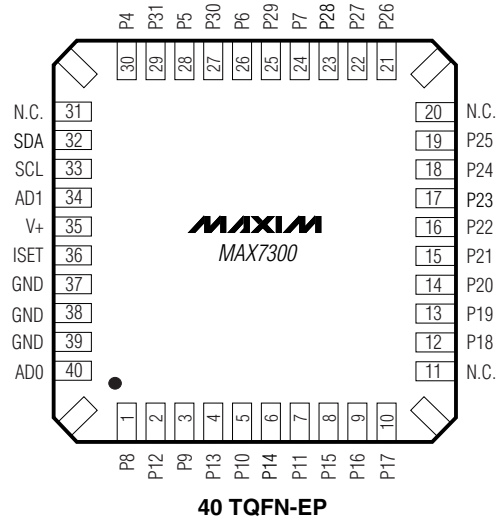 P4 P31 P5 P30 P6 P29 P7 P28 P27 P26
30 29 28 27 26 25 24 23 22 21
N.C. 31 20 N.C.
SDA 32 19 P25
SCL 33 18 P24
AD1 34 17 P23
V+ 35 16 P22
ISET 36 15 P21
GND 37 14 P20
GND 38 13 P19
GND 39 12 P18
AD0 40 11 N.C.
MAXIM
MAX7300
1 2 3 4 5 6 7 8 9 10
P8 P12 P9 P13 P10 P14 P11 P15 P16 P17
40 TQFN-EP